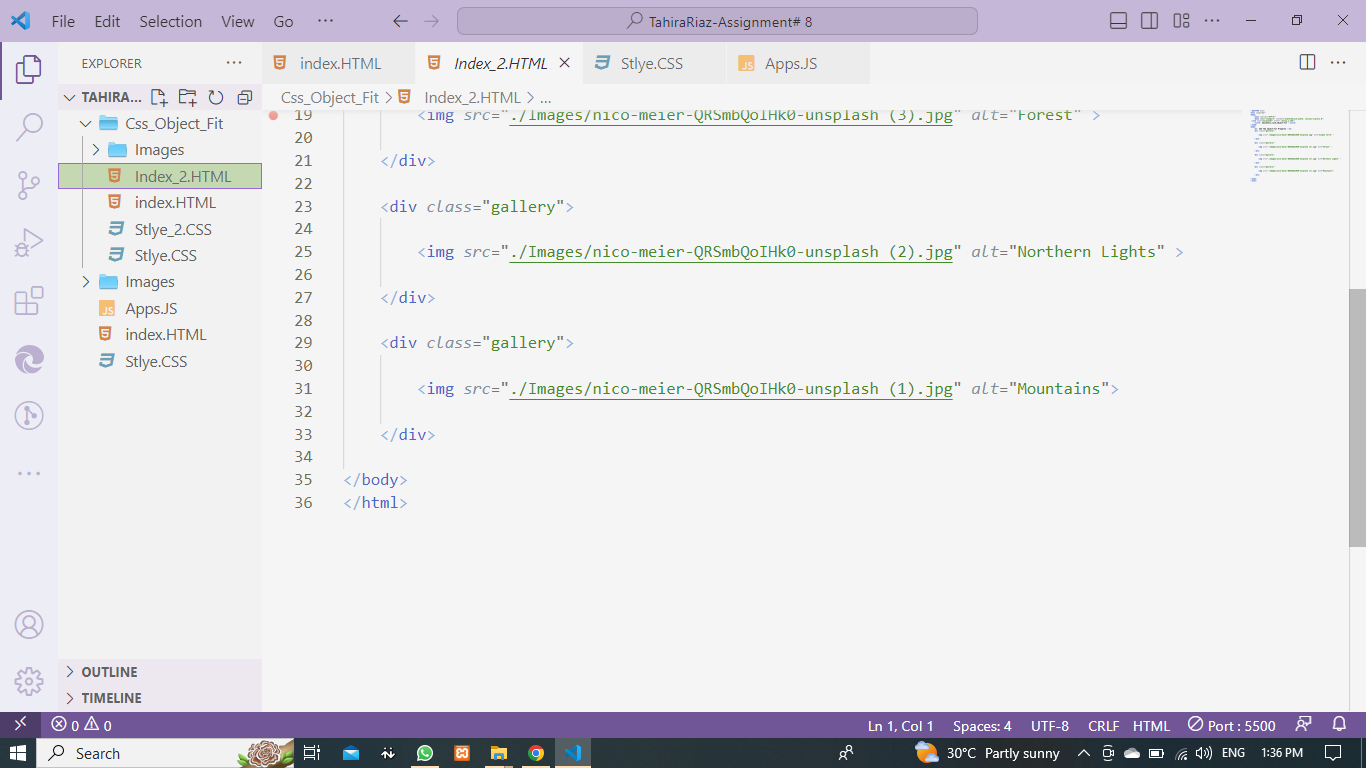 File Edit Selection View Go ··· TahiraRiaz-Assignment# 8
EXPLORER ···
index.HTML Index_2.HTML Stlye.CSS Apps.JS
TAHIRA...
Css_Object_Fit > Index_2.HTML > ...
Css_Object_Fit
Images
Index_2.HTML
index.HTML
Stlye_2.CSS
Stlye.CSS
Images
Apps.JS
index.HTML
Stlye.CSS
19 <img src="./Images/nico-meier-QRSmbQoIHk0-unsplash (3).jpg" alt="Forest" >
20
21 </div>
22
23 <div class="gallery">
24
25 <img src="./Images/nico-meier-QRSmbQoIHk0-unsplash (2).jpg" alt="Northern Lights" >
26
27 </div>
28
29 <div class="gallery">
30
31 <img src="./Images/nico-meier-QRSmbQoIHk0-unsplash (1).jpg" alt="Mountains">
32
33 </div>
34
35 </body>
36 </html>
OUTLINE
TIMELINE
0 0 Ln 1, Col 1 Spaces: 4 UTF-8 CRLF HTML Port : 5500
Search 30°C Partly sunny ENG 1:36 PM